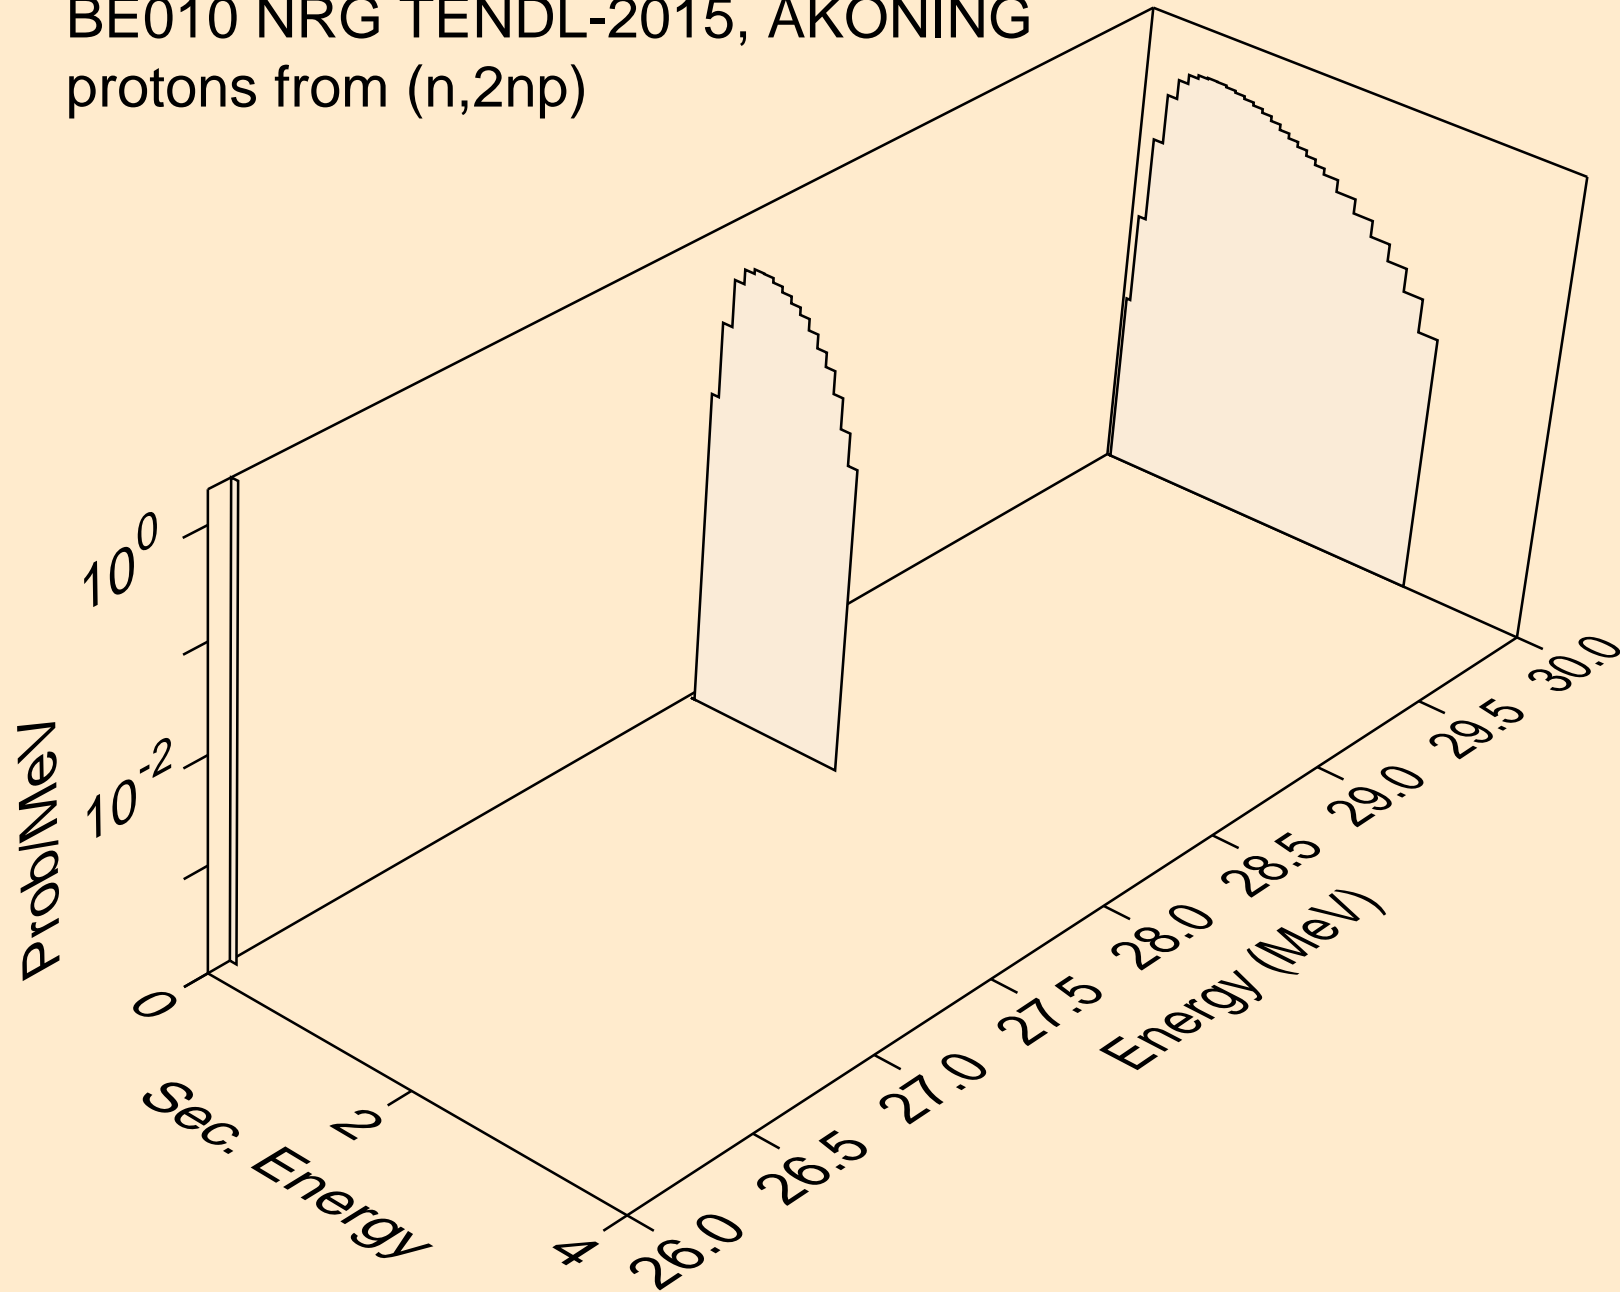 BE010 NRG TENDL-2015, AKONING
protons from (n,2np)
10^0
10^-2
Prob/MeV
0
2
4
Sec. Energy
26.0
26.5
27.0
27.5
28.0
28.5
29.0
29.5
30.0
Energy (MeV)